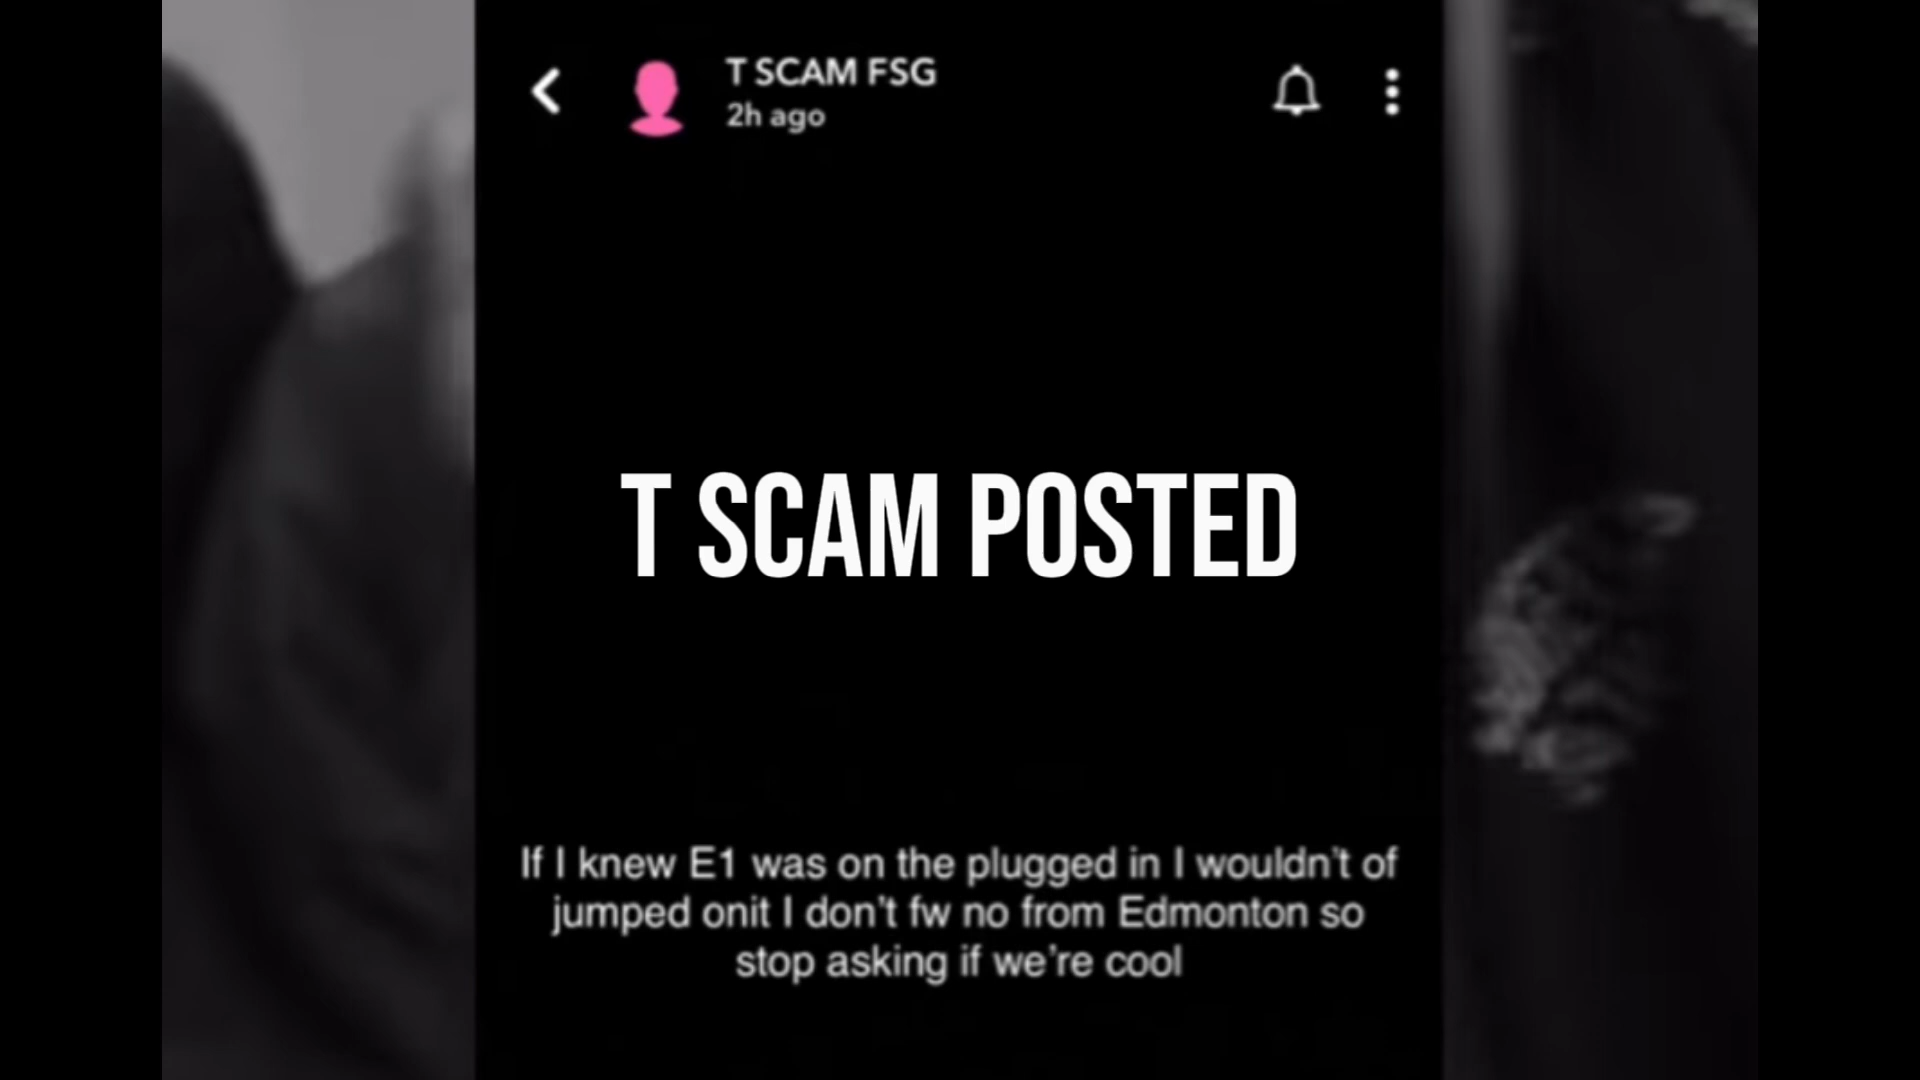 T SCAM FSG
2h ago
T SCAM POSTED
If I knew E1 was on the plugged in I wouldn't of
jumped onit I don't fw no from Edmonton so
stop asking if we're cool